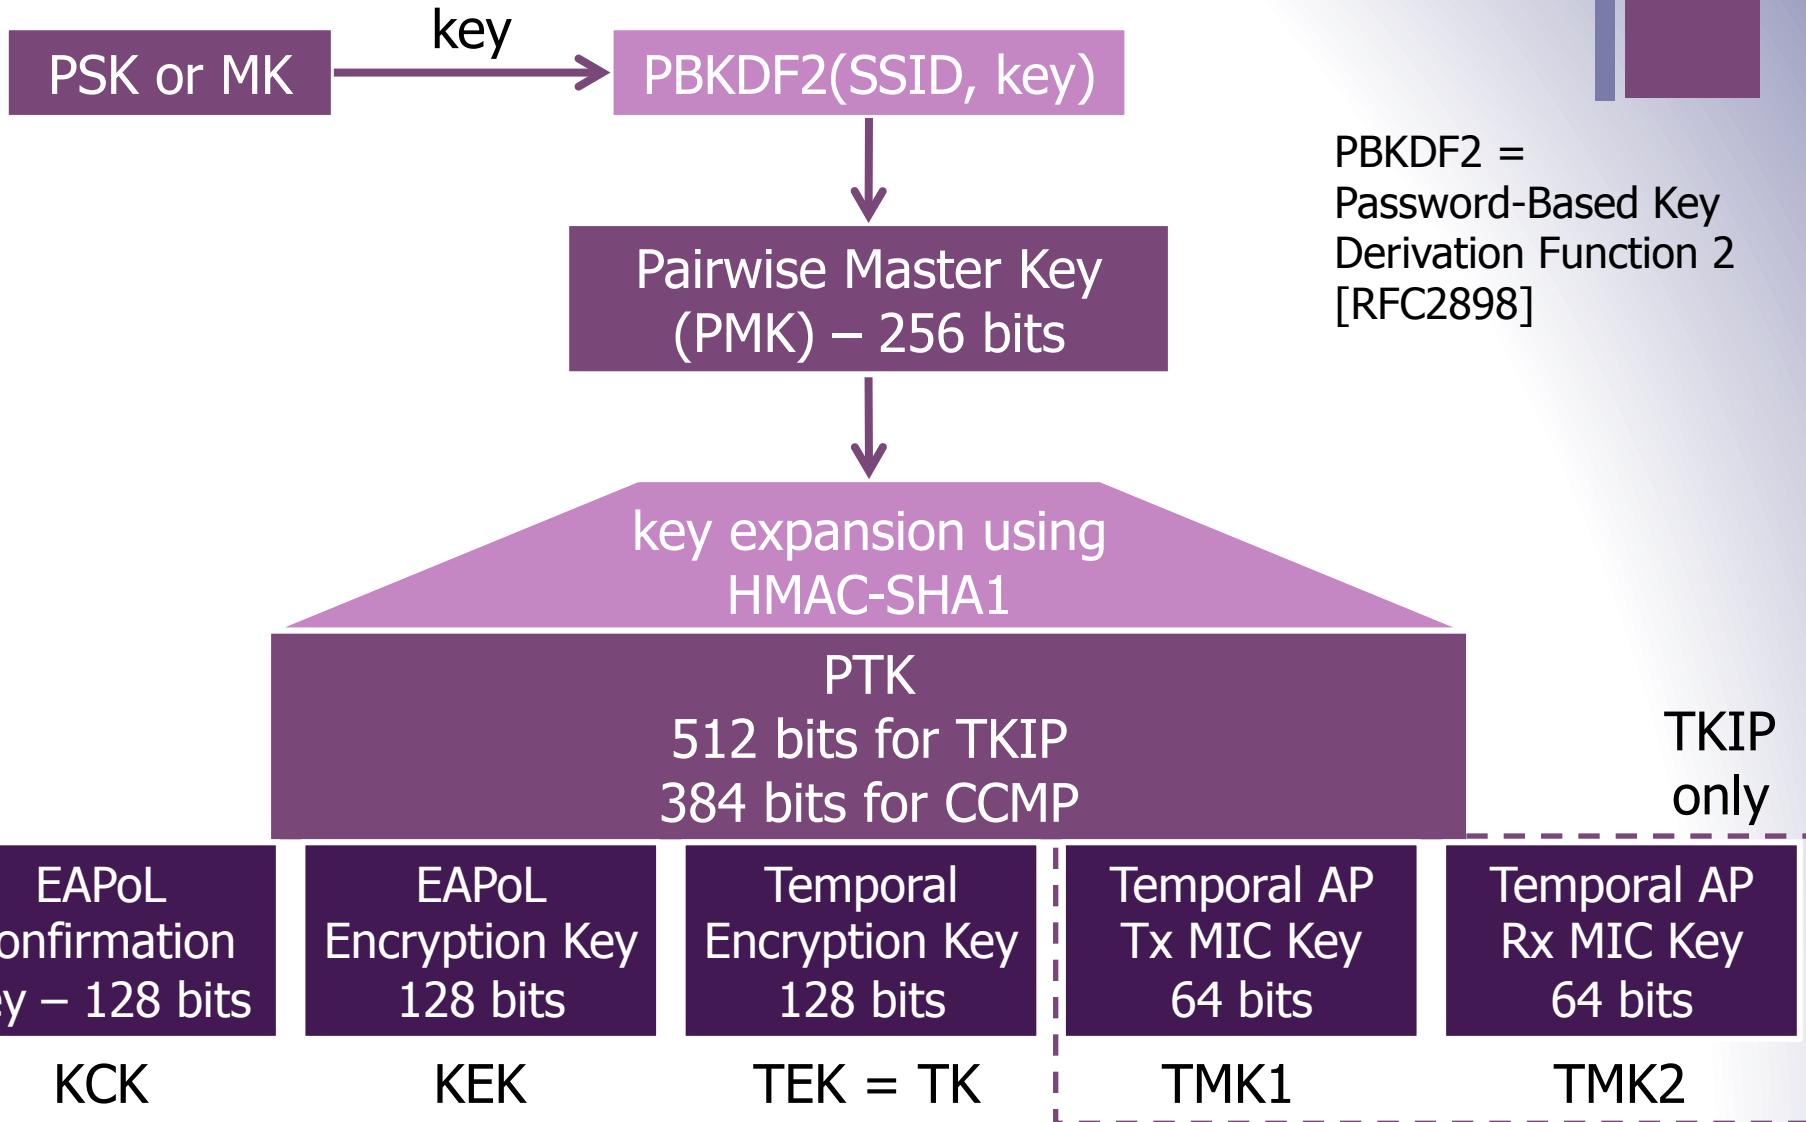 key
PSK or MK
PBKDF2(SSID, key)
PBKDF2 =
Password-Based Key
Derivation Function 2
[RFC2898]
Pairwise Master Key
(PMK) – 256 bits
key expansion using
HMAC-SHA1
PTK
512 bits for TKIP
384 bits for CCMP
TKIP
only
EAPoL
onfirmation
ey – 128 bits
EAPoL
Encryption Key
128 bits
Temporal
Encryption Key
128 bits
Temporal AP
Tx MIC Key
64 bits
Temporal AP
Rx MIC Key
64 bits
KCK
KEK
TEK = TK
TMK1
TMK2